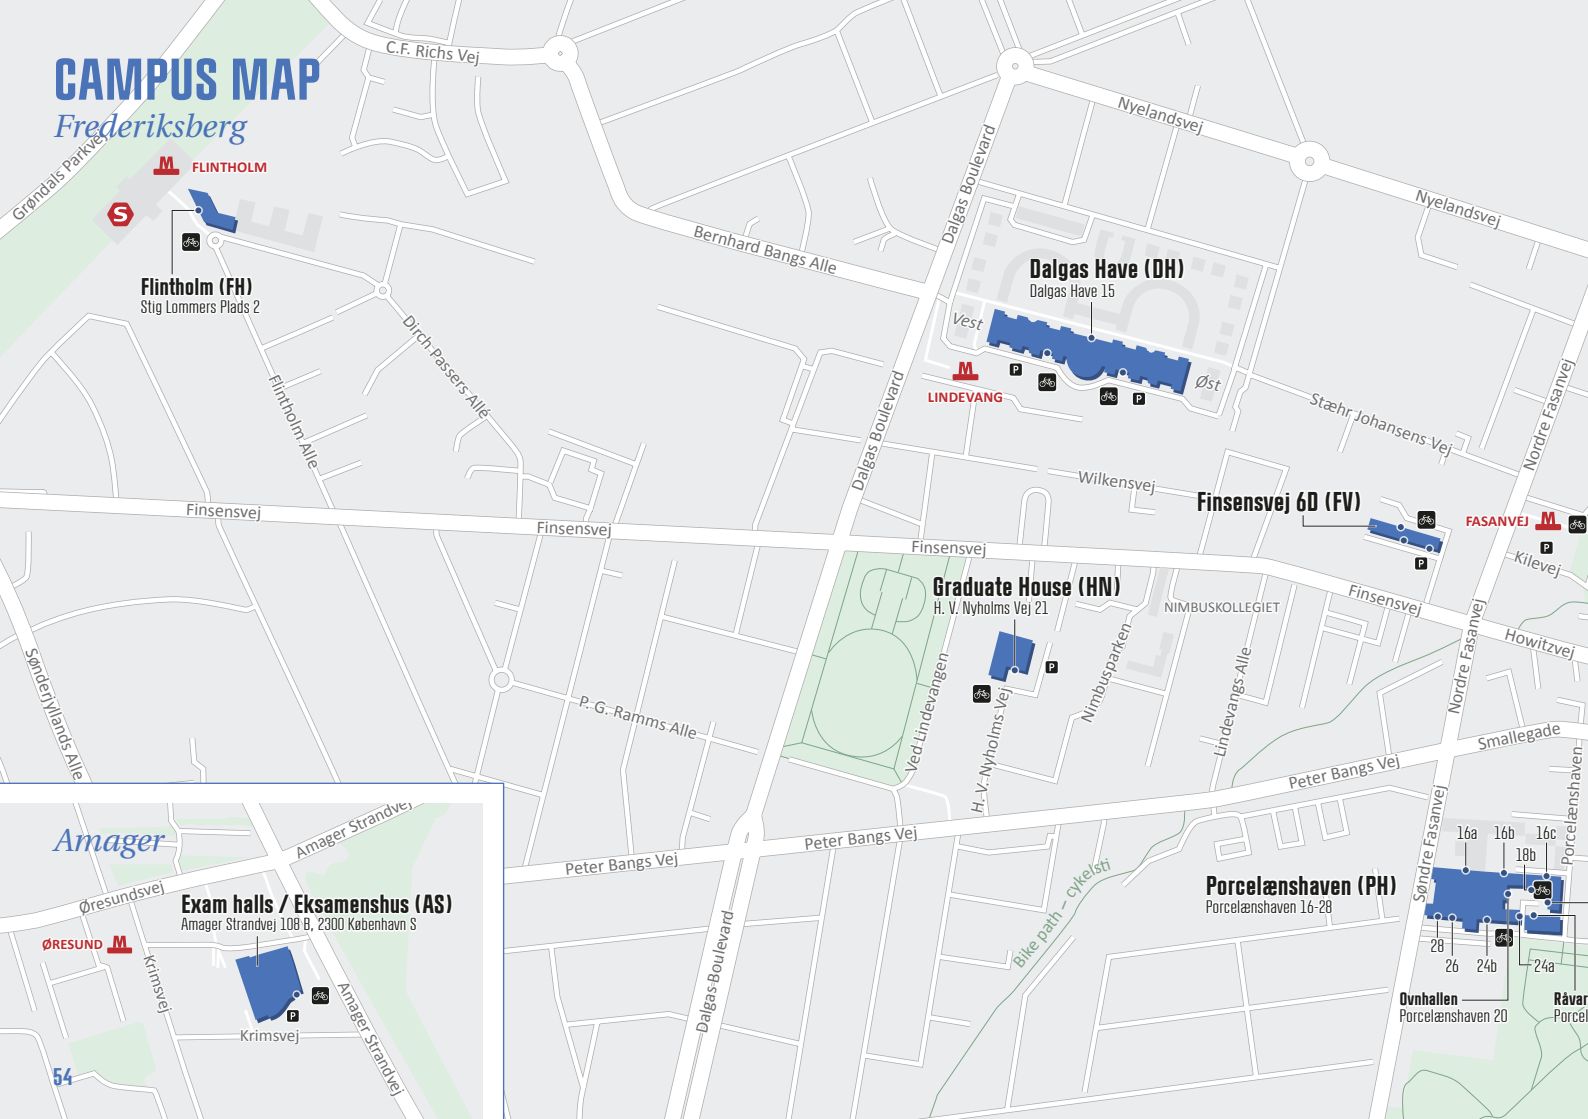 CAMPUS MAP
Frederiksberg
C.F. Richs Vej
Grøndals Parkvej
M FLINTHOLM
S
Flintholm (FH)
Stig Lommers Plads 2
Nyelandsvej
Nyelandsvej
Dalgas Boulevard
Bernhard Bangs Alle
Dalgas Have (DH)
Dalgas Have 15
Vest
Øst
M
LINDEVANG
P
P
Dirch Passers Allé
Flintholm Alle
Dalgas Boulevard
Stæhr Johansens Vej
Nordre Fasanvej
Wilkensvej
Finsensvej 6D (FV)
P
FASANVEJ M
P
Kilevej
Finsensvej
Finsensvej
Finsensvej
Finsensvej
Howitzvej
Graduate House (HN)
H. V. Nyholms Vej 21
P
NIMBUSKOLLEGIET
Nimbusparken
Lindevangs Alle
Nordre Fasanvej
Ved Lindevangen
H. V. Nyholms Vej
Sønderjyllands Alle
P. G. Ramms Alle
Smallegade
Peter Bangs Vej
Peter Bangs Vej
Peter Bangs Vej
Søndre Fasanvej
Porcelænshaven
Bike path – cykelsti
Dalgas Boulevard
Porcelænshaven (PH)
Porcelænshaven 16-28
16a
16b
16c
18b
28
26
24b
24a
Ovnhallen
Porcelænshaven 20
Råvar
Porcel
Amager
Amager Strandvej
Øresundsvej
Exam halls / Eksamenshus (AS)
Amager Strandvej 108 B, 2300 København S
ØRESUND M
Krimsvej
P
Krimsvej
Amager Strandvej
54